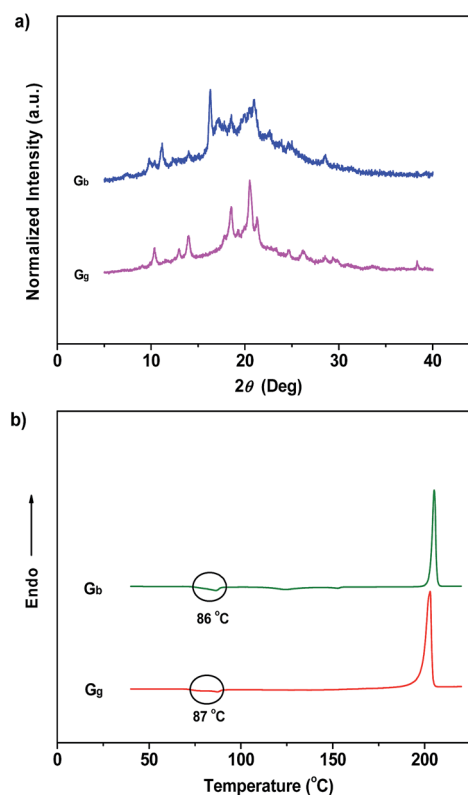 a)
Normalized Intensity (a.u.)
Gb
Gg
0 10 20 30 40
2θ (Deg)
b)
Endo
Gb
86 °C
Gg
87 °C
0 50 100 150 200
Temperature (°C)